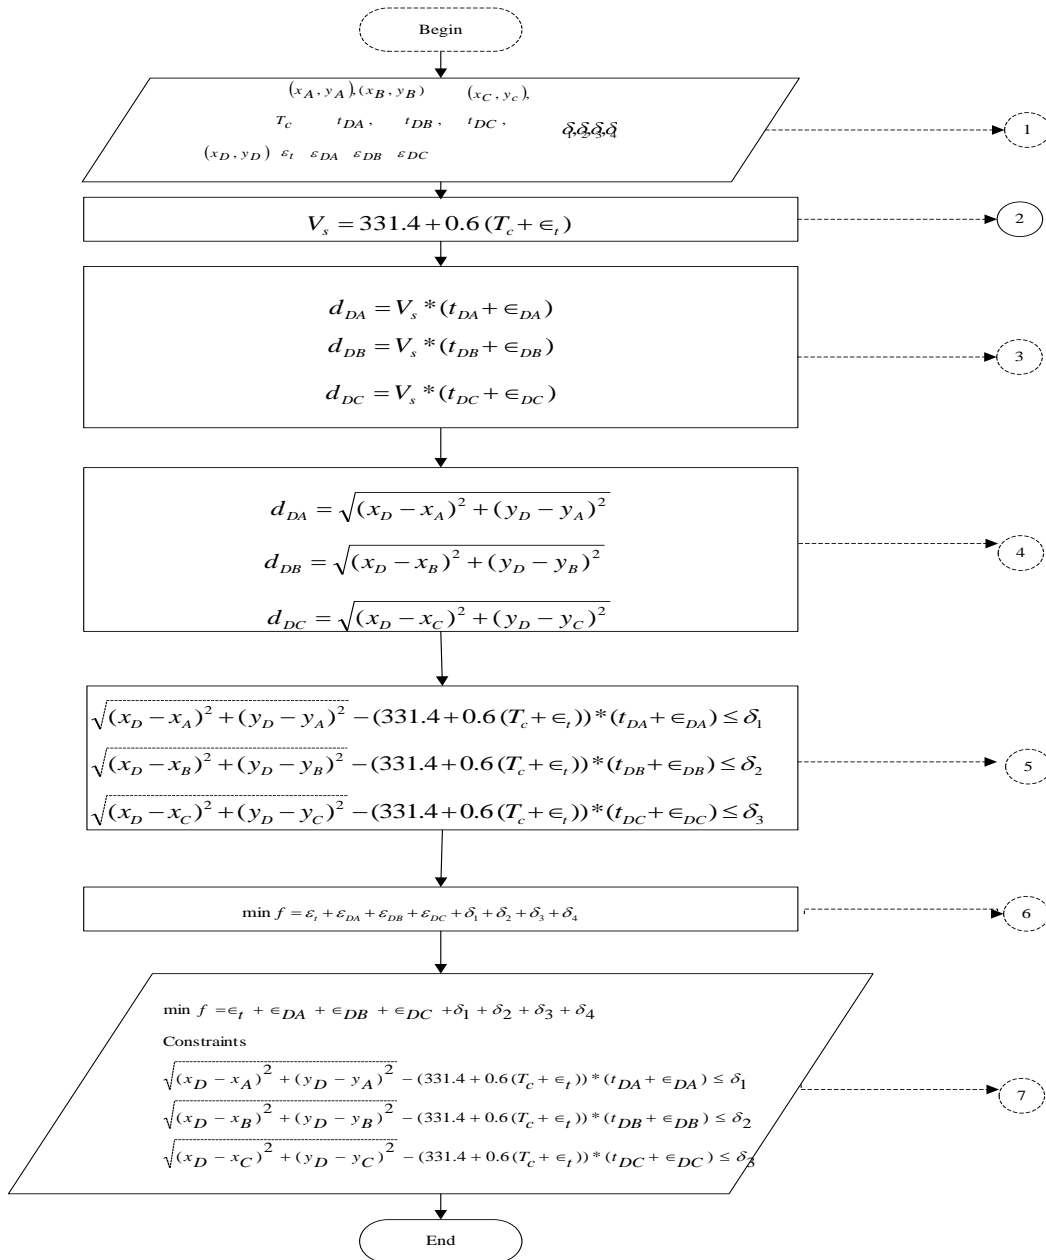 Begin
(x_A, y_A),(x_B, y_B) (x_C, y_c),
T_c t_DA, t_DB, t_DC, δ_1,δ_2,δ_3,δ_4
1
(x_D, y_D) ε_t ε_DA ε_DB ε_DC
V_s = 331.4 + 0.6 (T_c + ∈_t)
2
d_DA = V_s * (t_DA + ∈_DA)
d_DB = V_s * (t_DB + ∈_DB)
3
d_DC = V_s * (t_DC + ∈_DC)
d_DA = √((x_D − x_A)² + (y_D − y_A)²)
d_DB = √((x_D − x_B)² + (y_D − y_B)²)
4
d_DC = √((x_D − x_C)² + (y_D − y_C)²)
√((x_D − x_A)² + (y_D − y_A)²) − (331.4 + 0.6 (T_c + ∈_t)) * (t_DA + ∈_DA) ≤ δ_1
√((x_D − x_B)² + (y_D − y_B)²) − (331.4 + 0.6 (T_c + ∈_t)) * (t_DB + ∈_DB) ≤ δ_2
5
√((x_D − x_C)² + (y_D − y_C)²) − (331.4 + 0.6 (T_c + ∈_t)) * (t_DC + ∈_DC) ≤ δ_3
min f = ε_t + ε_DA + ε_DB + ε_DC + δ_1 + δ_2 + δ_3 + δ_4
6
min f = ∈_t + ∈_DA + ∈_DB + ∈_DC + δ_1 + δ_2 + δ_3 + δ_4
Constraints
√((x_D − x_A)² + (y_D − y_A)²) − (331.4 + 0.6 (T_c + ∈_t)) * (t_DA + ∈_DA) ≤ δ_1
7
√((x_D − x_B)² + (y_D − y_B)²) − (331.4 + 0.6 (T_c + ∈_t)) * (t_DB + ∈_DB) ≤ δ_2
√((x_D − x_C)² + (y_D − y_C)²) − (331.4 + 0.6 (T_c + ∈_t)) * (t_DC + ∈_DC) ≤ δ_3
End